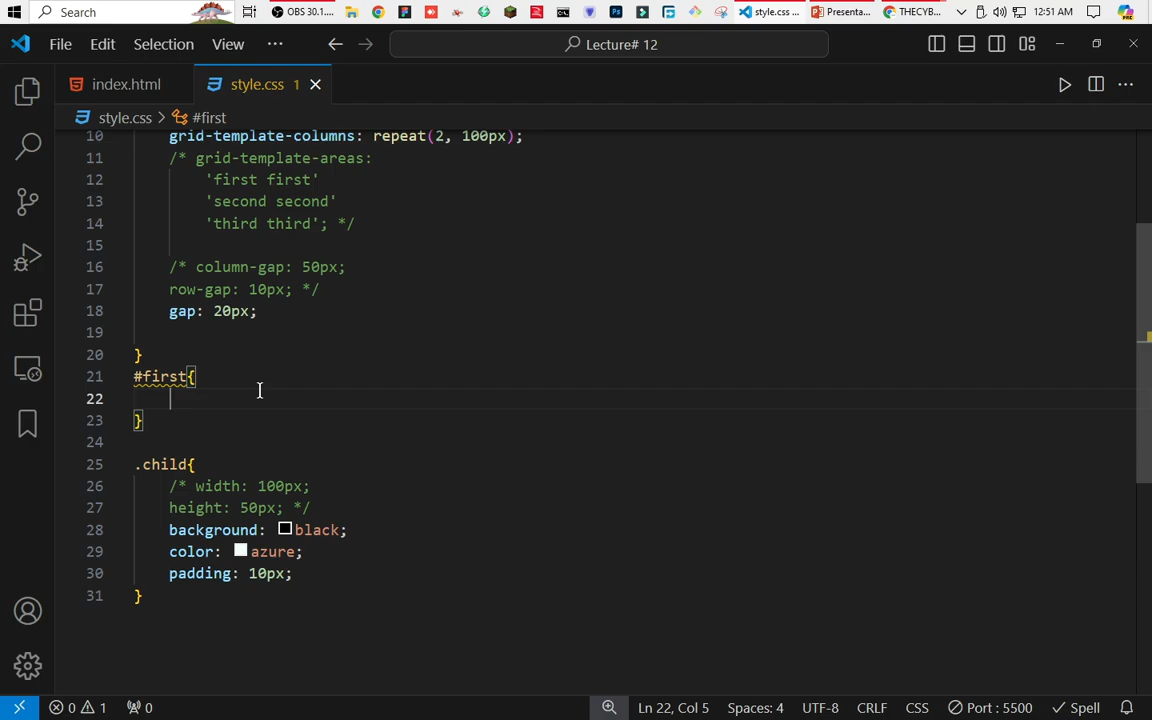 Search OBS 30.1.... style.css ... Presenta... THECYB... 12:51 AM PRE
File Edit Selection View ··· Lecture# 12
index.html style.css 1
style.css > #first
10 grid-template-columns: repeat(2, 100px);
11 /* grid-template-areas:
12 'first first'
13 'second second'
14 'third third'; */
15
16 /* column-gap: 50px;
17 row-gap: 10px; */
18 gap: 20px;
19
20 }
21 #first{
22
23 }
24
25 .child{
26 /* width: 100px;
27 height: 50px; */
28 background: black;
29 color: azure;
30 padding: 10px;
31 }
0 1 0 Ln 22, Col 5 Spaces: 4 UTF-8 CRLF CSS Port : 5500 Spell